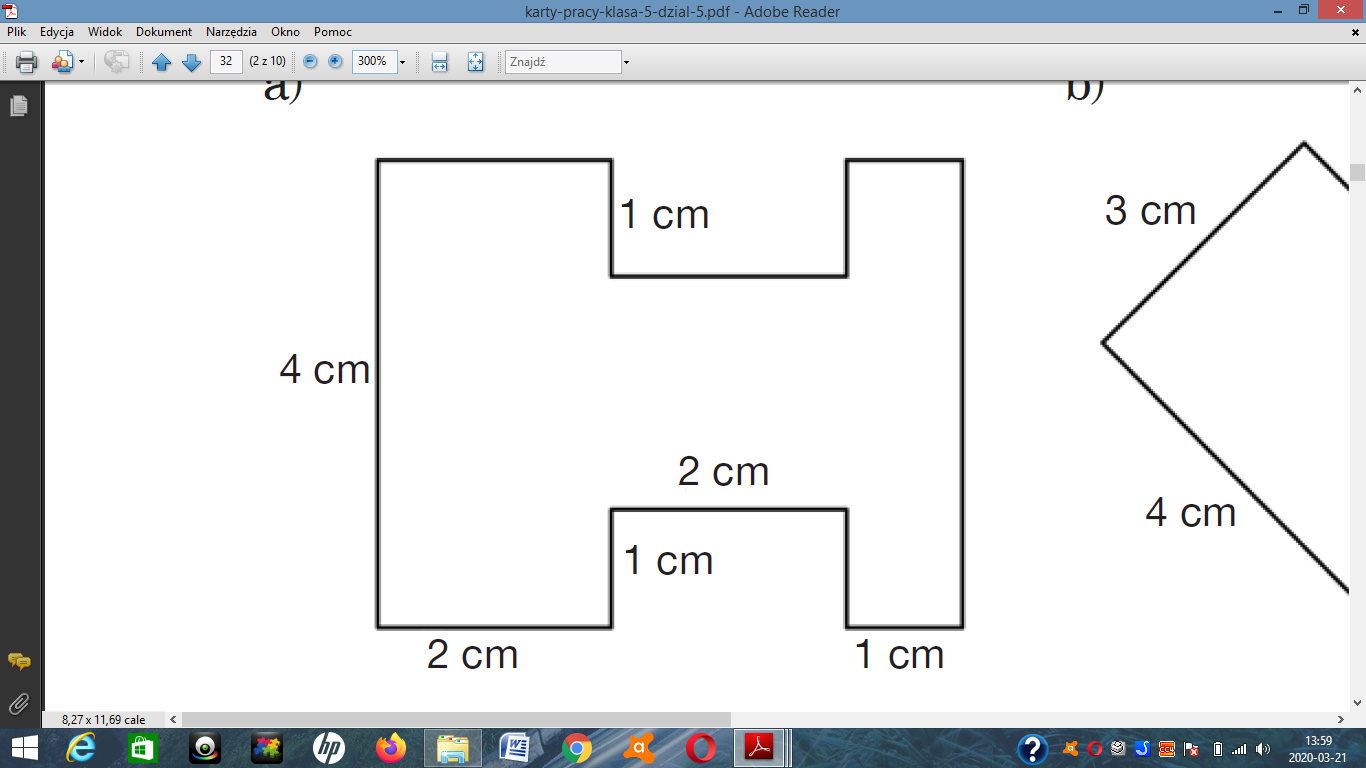 karty-pracy-klasa-5-dzial-5.pdf - Adobe Reader
Plik Edycja Widok Dokument Narzędzia Okno Pomoc
32 (2 z 10) 300% Znajdź
a) b)
1 cm
3 cm
4 cm
2 cm
1 cm
4 cm
2 cm
1 cm
8,27 x 11,69 cale
13:59
2020-03-21